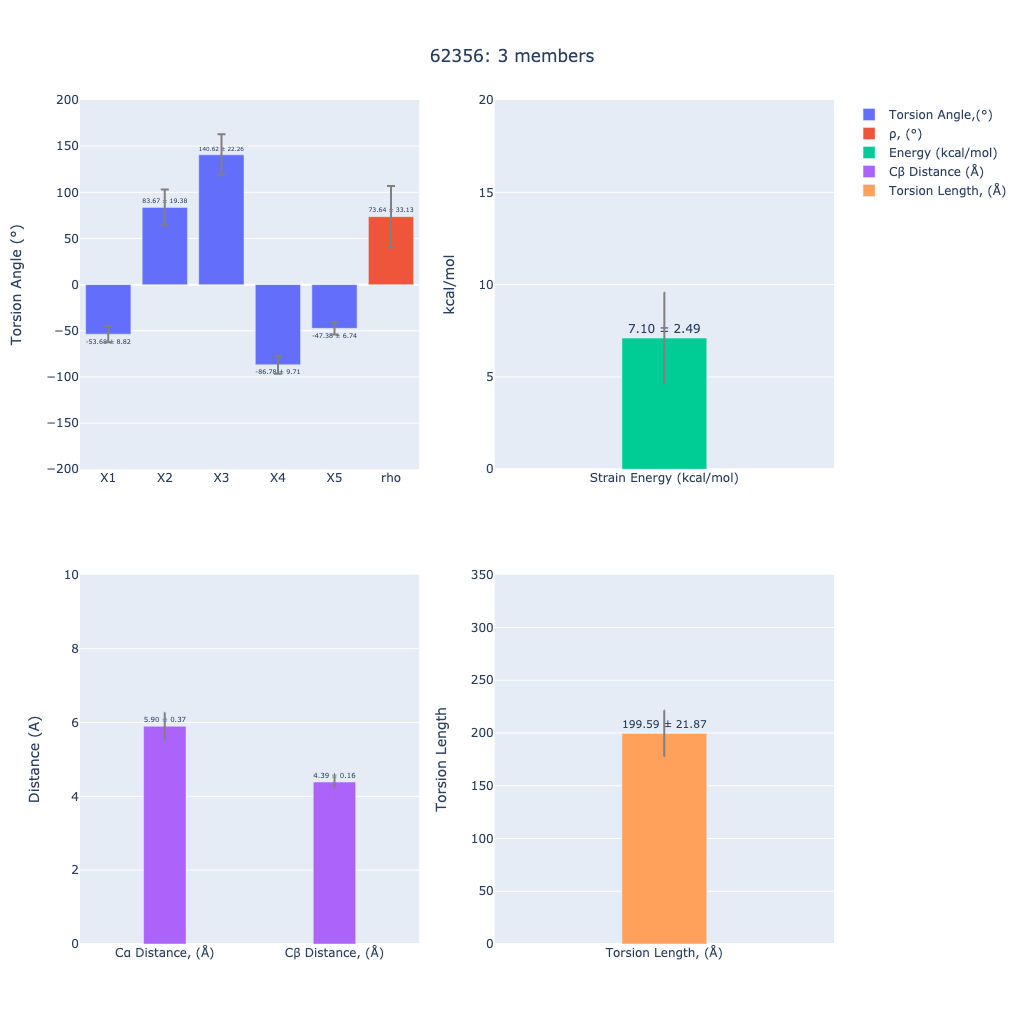 62356: 3 members
Torsion Angle (°)
200
150
100
50
0
−50
−100
−150
−200
-53.68 ± 8.82
83.67 ± 19.38
140.62 ± 22.26
-47.38 ± 6.74
73.64 ± 33.13
X1 X2 X3 X4 X5 rho
kcal/mol
20
15
10
5
0
7.10 ± 2.49
Strain Energy (kcal/mol)
Torsion Angle,(°)
ρ, (°)
Energy (kcal/mol)
Cβ Distance (Å)
Torsion Length, (Å)
Distance (A)
10
8
6
4
2
0
5.90 ± 0.37
4.39 ± 0.16
Cα Distance, (Å) Cβ Distance, (Å)
Torsion Length
350
300
250
200
150
100
50
0
199.59 ± 21.87
Torsion Length, (Å)